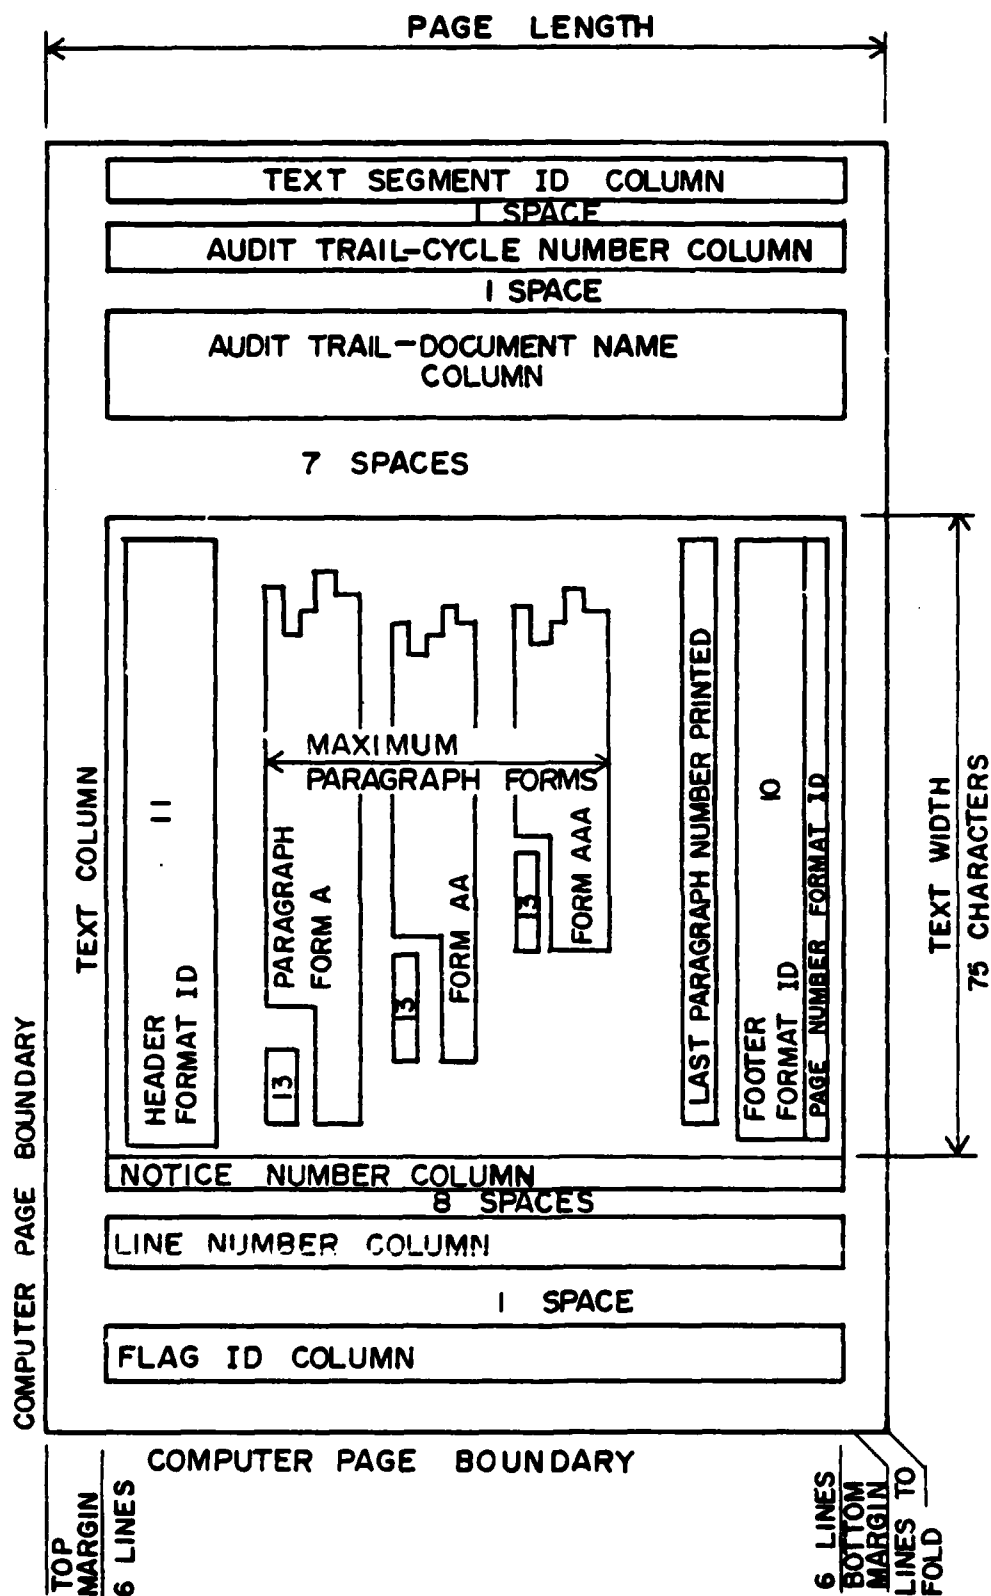 PAGE LENGTH
TEXT SEGMENT ID COLUMN
1 SPACE
AUDIT TRAIL-CYCLE NUMBER COLUMN
1 SPACE
AUDIT TRAIL-DOCUMENT NAME
COLUMN
7 SPACES
TEXT COLUMN
HEADER
FORMAT ID
11
MAXIMUM
PARAGRAPH FORMS
PARAGRAPH
FORM A
13
FORM AA
13
FORM AAA
13
LAST PARAGRAPH NUMBER PRINTED
FOOTER
FORMAT ID
10
PAGE NUMBER FORMAT ID
TEXT WIDTH
75 CHARACTERS
NOTICE NUMBER COLUMN
8 SPACES
LINE NUMBER COLUMN
1 SPACE
FLAG ID COLUMN
COMPUTER PAGE BOUNDARY
COMPUTER PAGE BOUNDARY
TOP
MARGIN
6 LINES
6 LINES
BOTTOM
MARGIN
LINES TO
FOLD